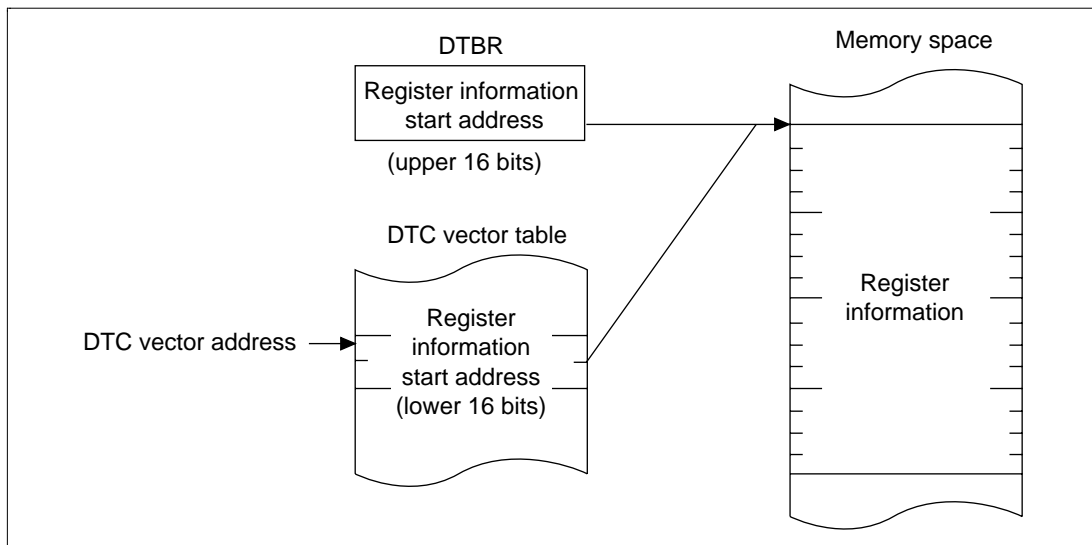 DTBR
Register information
start address
(upper 16 bits)
DTC vector table
DTC vector address
Register
information
start address
(lower 16 bits)
Memory space
Register
information